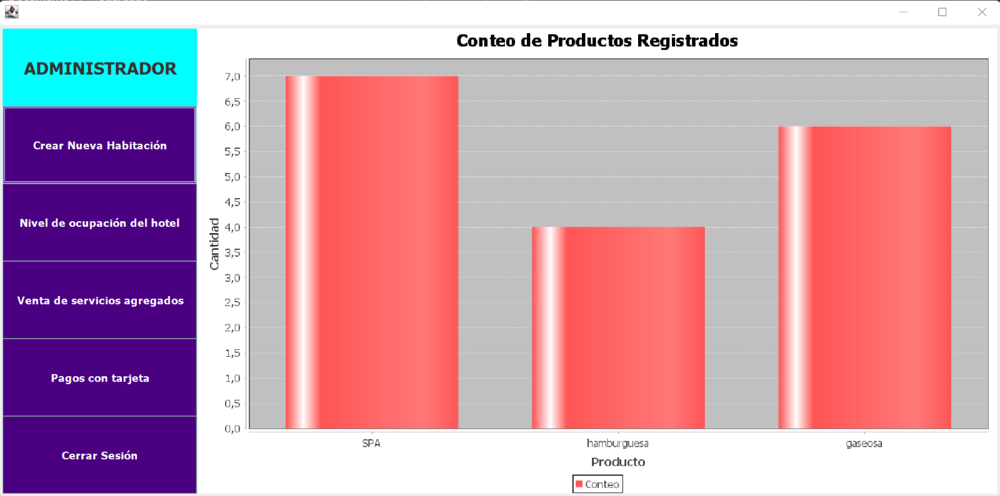 ADMINISTRADOR
Crear Nueva Habitación
Nivel de ocupación del hotel
Venta de servicios agregados
Pagos con tarjeta
Cerrar Sesión
Conteo de Productos Registrados
Cantidad
7,0
6,5
6,0
5,5
5,0
4,5
4,0
3,5
3,0
2,5
2,0
1,5
1,0
0,5
0,0
SPA hamburguesa gaseosa
Producto
Conteo